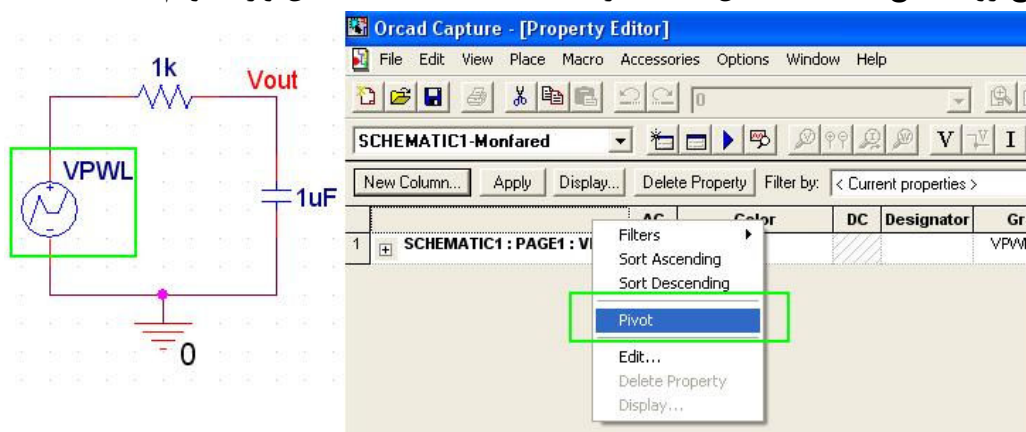 1k
Vout
VPWL
1uF
0
Orcad Capture - [Property Editor]
File Edit View Place Macro Accessories Options Window Help
0
SCHEMATIC1-Monfared
V I
New Column... Apply Display... Delete Property Filter by: < Current properties >
Color DC Designator Gr
1 SCHEMATIC1 : PAGE1 : V
Filters
Sort Ascending
Sort Descending
Pivot
Edit...
Delete Property
Display...